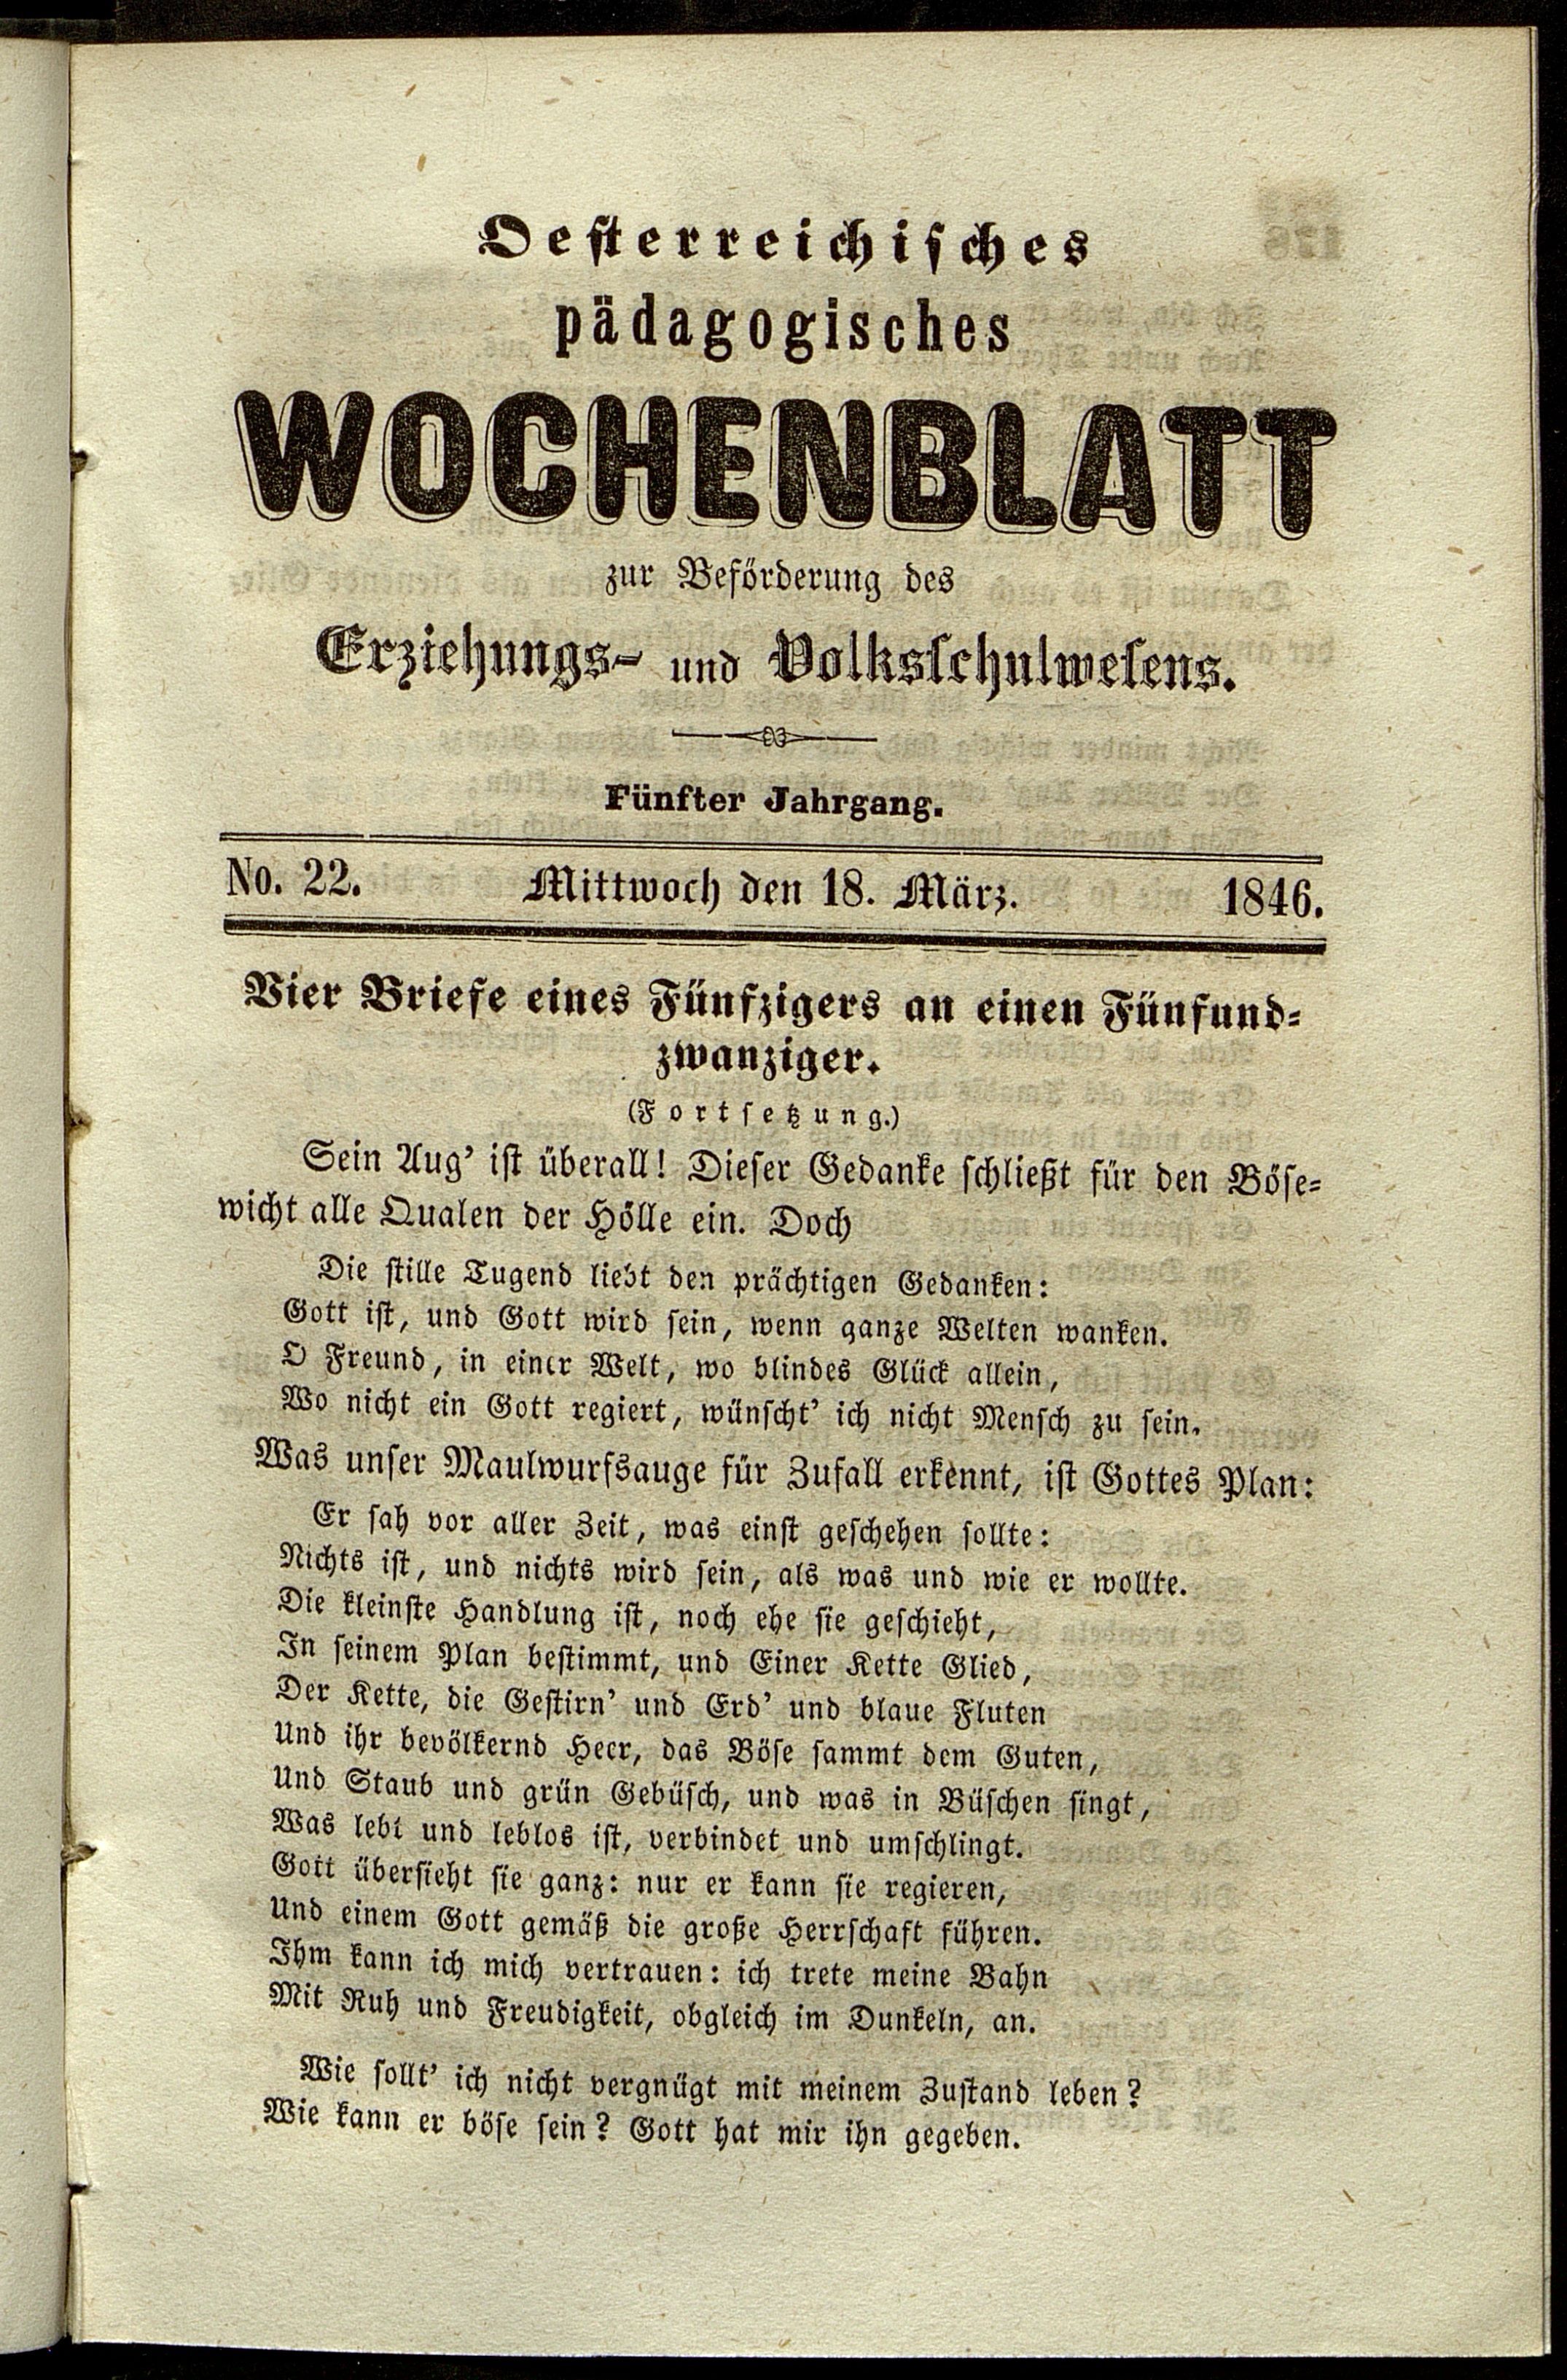 Oesterreichisches
pädagogisches
WOCHENBLATT
zur Beförderung des
Erziehungs- und Volksschulwesens.
Fünfter Jahrgang.
No. 22. Mittwoch den 18. März. 1846.
Vier Briefe eines Fünfzigers an einen Fünfund-
zwanziger.
(Fortsetzung.)
Sein Aug' ist überall! Dieser Gedanke schließt für den Böse-
wicht alle Qualen der Hölle ein. Doch
Die stille Tugend liebt den prächtigen Gedanken:
Gott ist, und Gott wird sein, wenn ganze Welten wanken.
O Freund, in einer Welt, wo blindes Glück allein,
Wo nicht ein Gott regiert, wünscht' ich nicht Mensch zu sein.
Was unser Maulwurfsauge für Zufall erkennt, ist Gottes Plan:
Er sah vor aller Zeit, was einst geschehen sollte:
Nichts ist, und nichts wird sein, als was und wie er wollte.
Die kleinste Handlung ist, noch ehe sie geschieht,
In seinem Plan bestimmt, und Einer Kette Glied,
Der Kette, die Gestirn' und Erd' und blaue Fluten
Und ihr bevölkernd Heer, das Böse sammt dem Guten,
Und Staub und grün Gebüsch, und was in Büschen singt,
Was lebt und leblos ist, verbindet und umschlingt.
Gott übersieht sie ganz: nur er kann sie regieren,
Und einem Gott gemäß die große Herrschaft führen.
Ihm kann ich mich vertrauen: ich trete meine Bahn
Mit Ruh und Freudigkeit, obgleich im Dunkeln, an.
Wie sollt' ich nicht vergnügt mit meinem Zustand leben?
Wie kann er böse sein? Gott hat mir ihn gegeben.